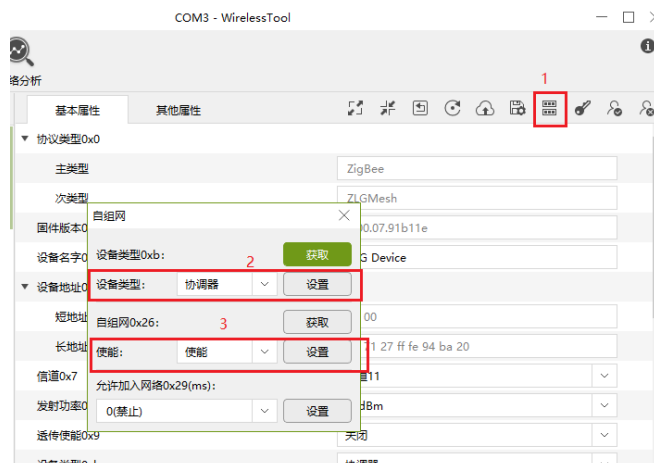 COM3 - WirelessTool
络分析
1
基本属性 其他属性
协议类型0x0
主类型 ZigBee
次类型 ZLGMesh
自组网
固件版本0 00.07.91b11e
设备类型0xb: 获取
设备名字0 G Device
2
设备类型: 协调器 设置
设备地址0
短地址 00
自组网0x26: 3 获取
长地址 71 27 ff fe 94 ba 20
使能: 使能 设置
信道0x7 11
允许加入网络0x29(ms):
发射功率0 dBm
0(禁止) 设置
透传使能0x9 关闭
协调器